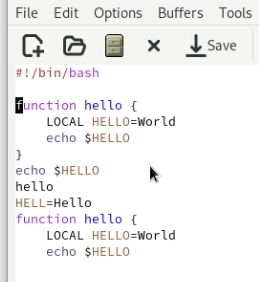 File Edit Options Buffers Tools
Save
#!/bin/bash
function hello {
    LOCAL HELLO=World
    echo $HELLO
}
echo $HELLO
hello
HELL=Hello
function hello {
    LOCAL HELLO=World
    echo $HELLO